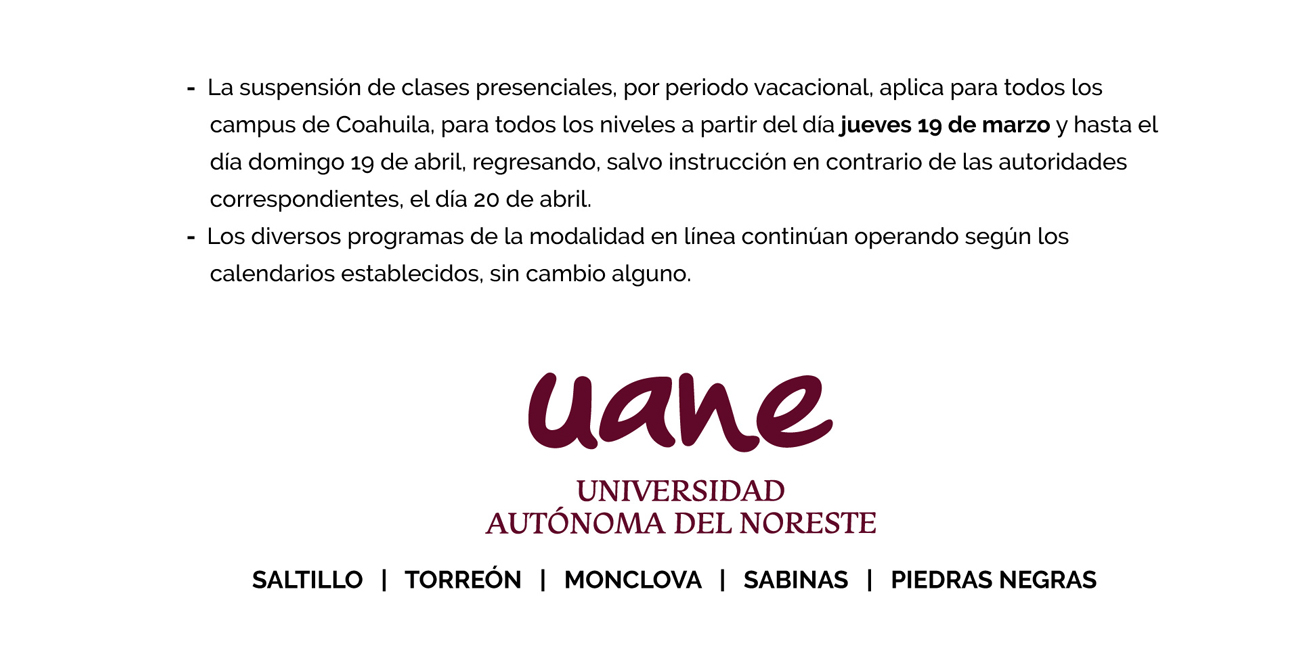 - La suspensión de clases presenciales, por periodo vacacional, aplica para todos los
campus de Coahuila, para todos los niveles a partir del día jueves 19 de marzo y hasta el
día domingo 19 de abril, regresando, salvo instrucción en contrario de las autoridades
correspondientes, el día 20 de abril.
- Los diversos programas de la modalidad en línea continúan operando según los
calendarios establecidos, sin cambio alguno.
uane
UNIVERSIDAD
AUTÓNOMA DEL NORESTE
SALTILLO | TORREÓN | MONCLOVA | SABINAS | PIEDRAS NEGRAS